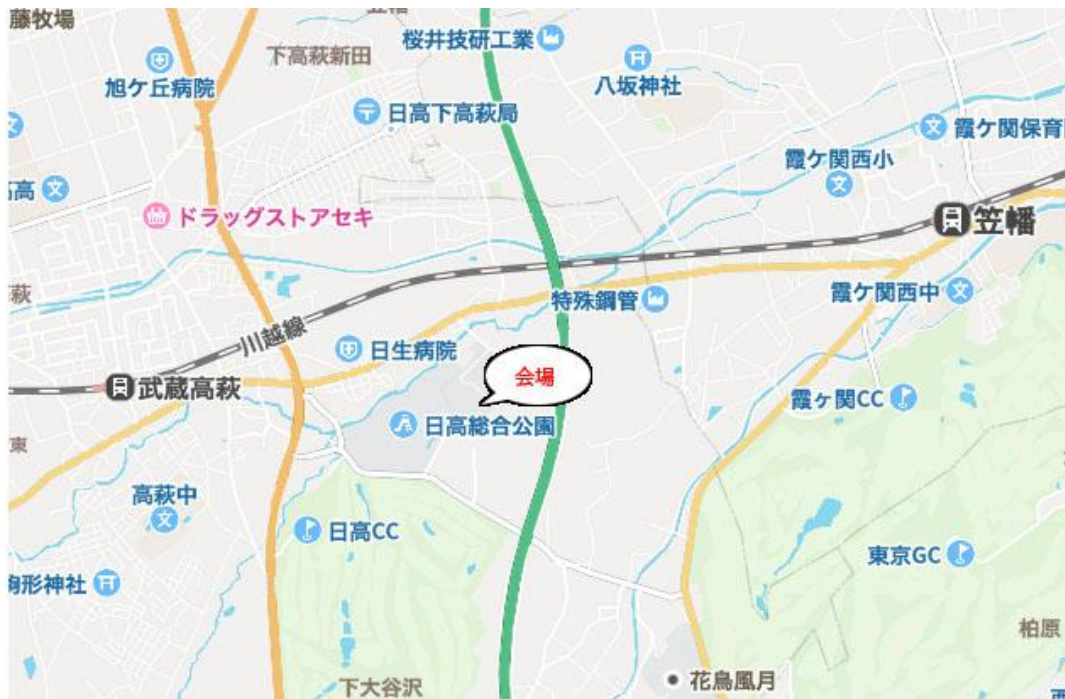 藤牧場
笠幡
桜井技研工業
下高萩新田
旭ケ丘病院
八坂神社
日高下高萩局
霞ケ関保育
霞ケ関西小
高
ドラッグストアセキ
笠幡
萩
特殊鋼管
霞ケ関西中
川越線
日生病院
会場
武蔵高萩
霞ヶ関CC
日高総合公園
東
高萩中
日高CC
東京GC
駒形神社
柏原
花鳥風月
下大谷沢